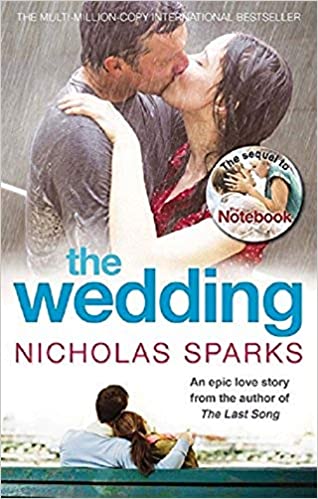 THE MULTI-MILLION-COPY INTERNATIONAL BESTSELLER
The sequel to
The
Notebook
the
wedding
NICHOLAS SPARKS
An epic love story
from the author of
The Last Song